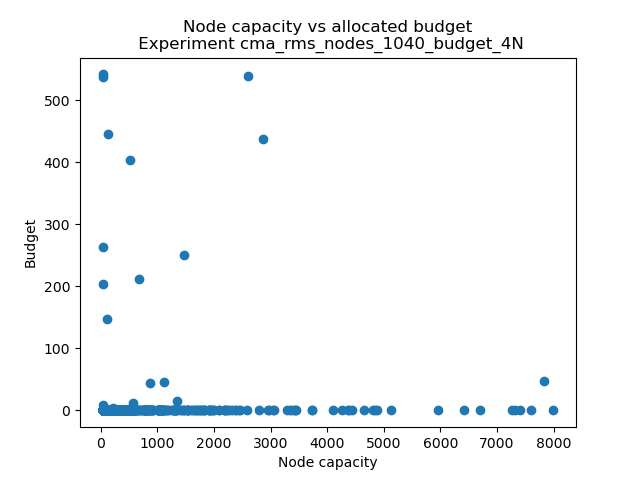 Node capacity vs allocated budget
Experiment cma_rms_nodes_1040_budget_4N
500
400
300
200
100
0
Budget
0 1000 2000 3000 4000 5000 6000 7000 8000
Node capacity